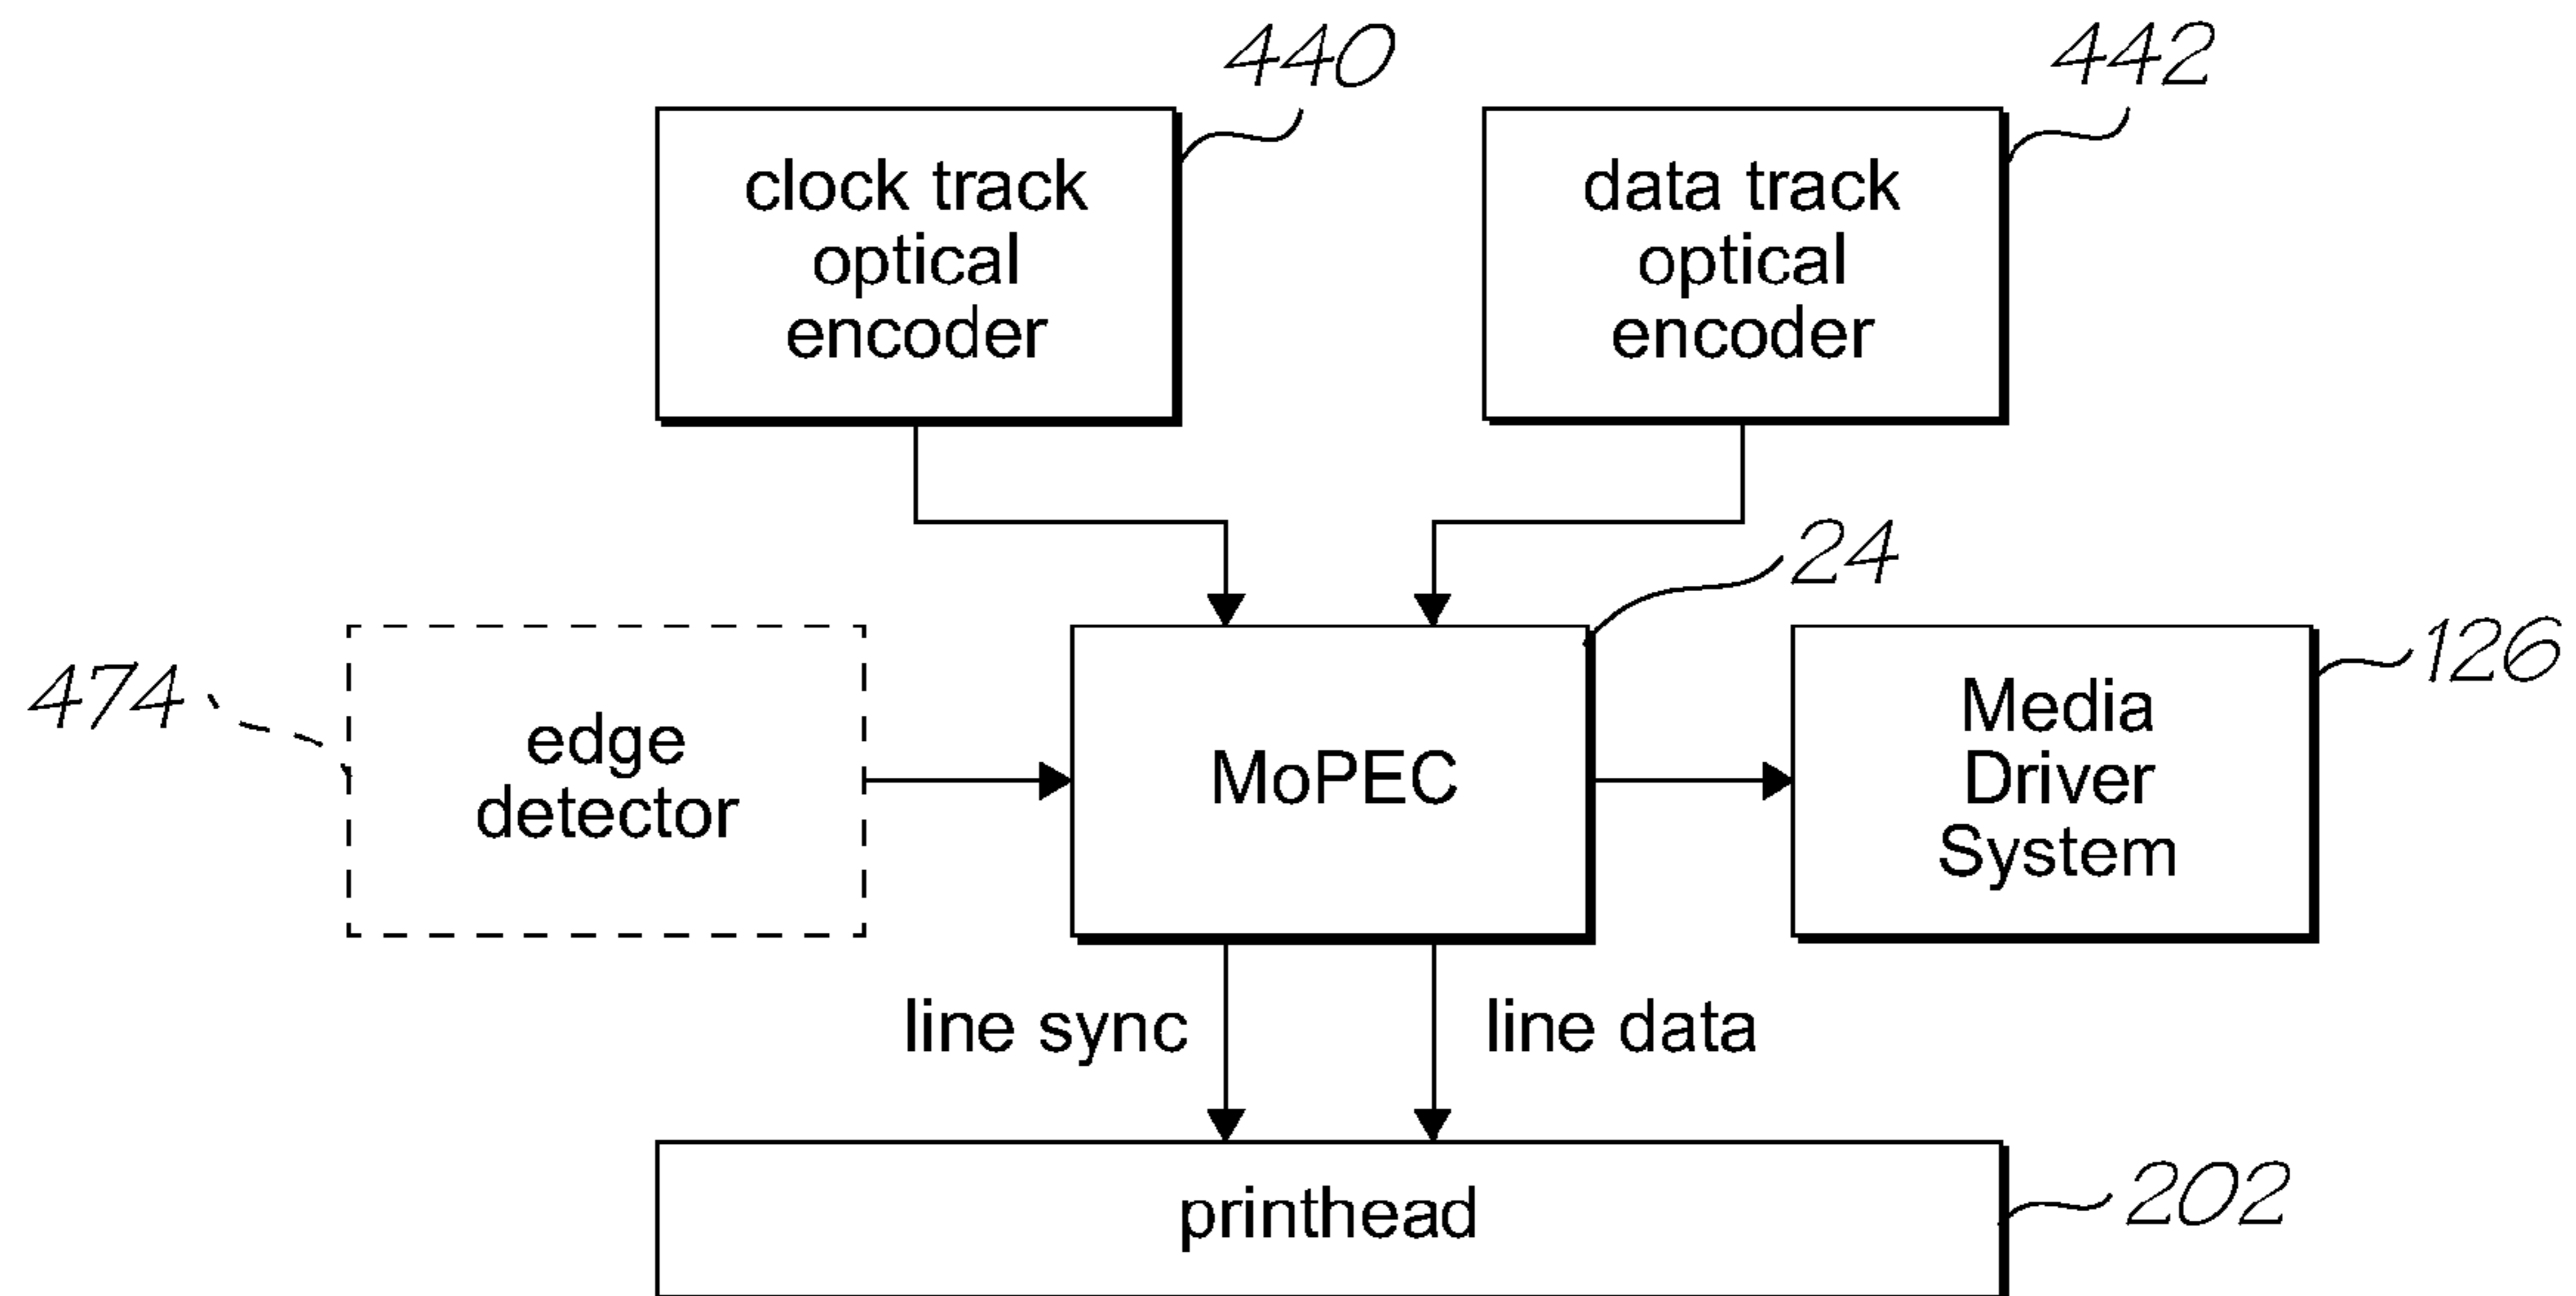 440
442
clock track
optical
encoder
data track
optical
encoder
24
474
edge
detector
MoPEC
Media
Driver
System
126
line sync
line data
printhead
202